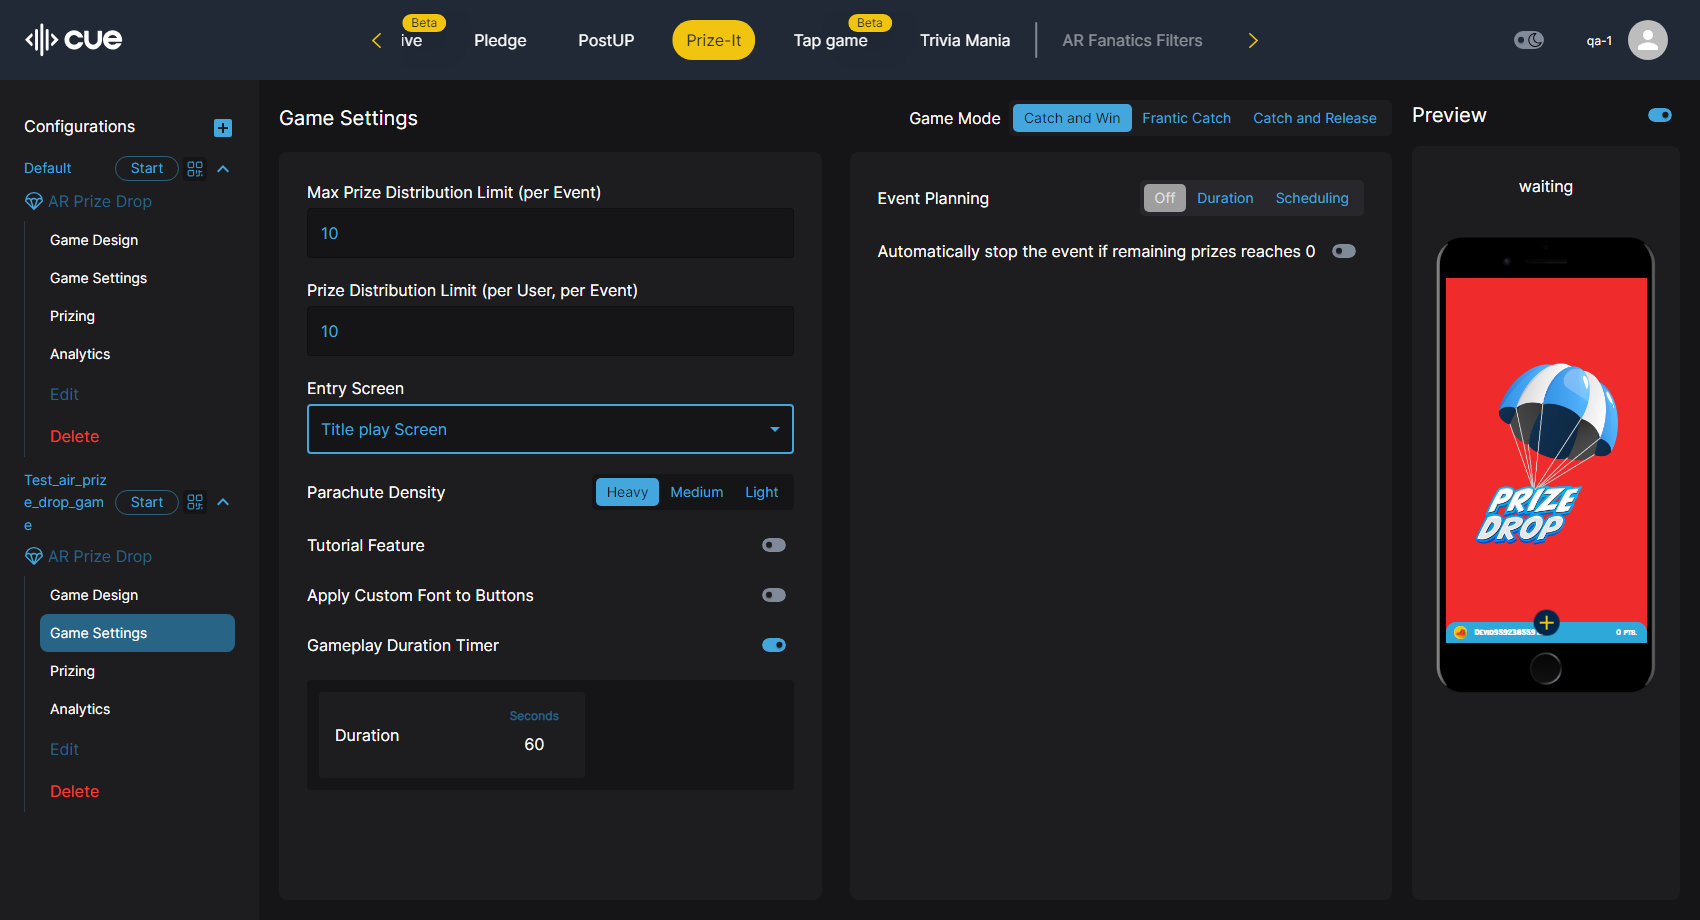 cue
Beta
ive
Pledge
PostUP
Prize-It
Beta
Tap game
Trivia Mania
AR Fanatics Filters
qa-1
Configurations
Default
Start
AR Prize Drop
Game Design
Game Settings
Prizing
Analytics
Edit
Delete
Test_air_priz
e_drop_gam
e
Start
AR Prize Drop
Game Design
Game Settings
Prizing
Analytics
Edit
Delete
Game Settings
Game Mode
Catch and Win
Frantic Catch
Catch and Release
Max Prize Distribution Limit (per Event)
10
Prize Distribution Limit (per User, per Event)
10
Entry Screen
Title play Screen
Parachute Density
Heavy
Medium
Light
Tutorial Feature
Apply Custom Font to Buttons
Gameplay Duration Timer
Duration
Seconds
60
Event Planning
Off
Duration
Scheduling
Automatically stop the event if remaining prizes reaches 0
Preview
waiting
PRIZE
DROP
0 PTS.